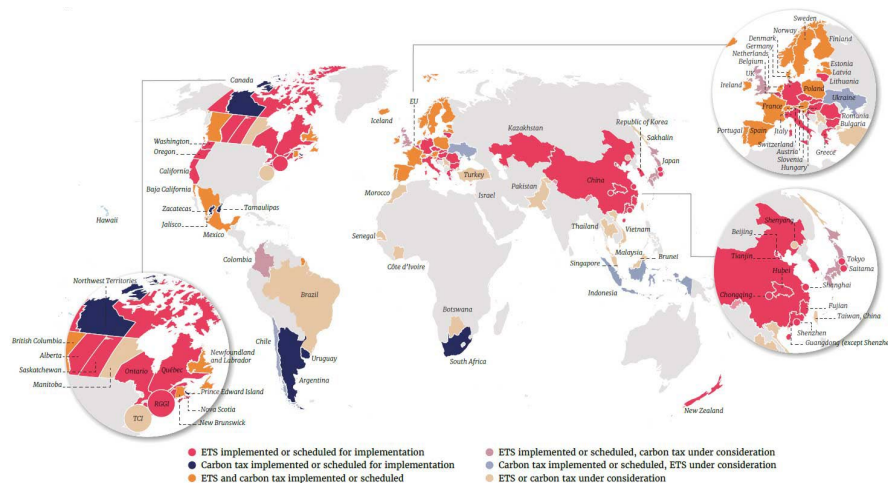 Canada
Washington
Oregon
California
Baja California
Hawaii
Zacatecas
Jalisco
Mexico
Tamaulipas
Colombia
Brazil
Chile
Uruguay
Argentina
Iceland
EU
Morocco
Senegal
Côte d'Ivoire
Turkey
Israel
Botswana
South Africa
Kazakhstan
Pakistan
China
Republic of Korea
Sakhalin
Japan
Thailand
Vietnam
Malaysia
Brunei
Singapore
Indonesia
New Zealand
Sweden
Norway
Denmark
Germany
Netherlands
Belgium
UK
Ireland
Finland
Estonia
Latvia
Lithuania
Poland
Ukraine
France
Romania
Bulgaria
Portugal
Spain
Italy
Switzerland
Austria
Slovenia
Hungary
Greece
Shenyang
Beijing
Tianjin
Hubei
Chongqing
Tokyo
Saitama
Shanghai
Fujian
Taiwan, China
Shenzhen
Guangdong (except Shenzhe
Northwest Territories
British Columbia
Alberta
Saskatchewan
Manitoba
Ontario
Québec
Newfoundland
and Labrador
Prince Edward Island
Nova Scotia
New Brunswick
RGGI
TCI
ETS implemented or scheduled for implementation
Carbon tax implemented or scheduled for implementation
ETS and carbon tax implemented or scheduled
ETS implemented or scheduled, carbon tax under consideration
Carbon tax implemented or scheduled, ETS under consideration
ETS or carbon tax under consideration